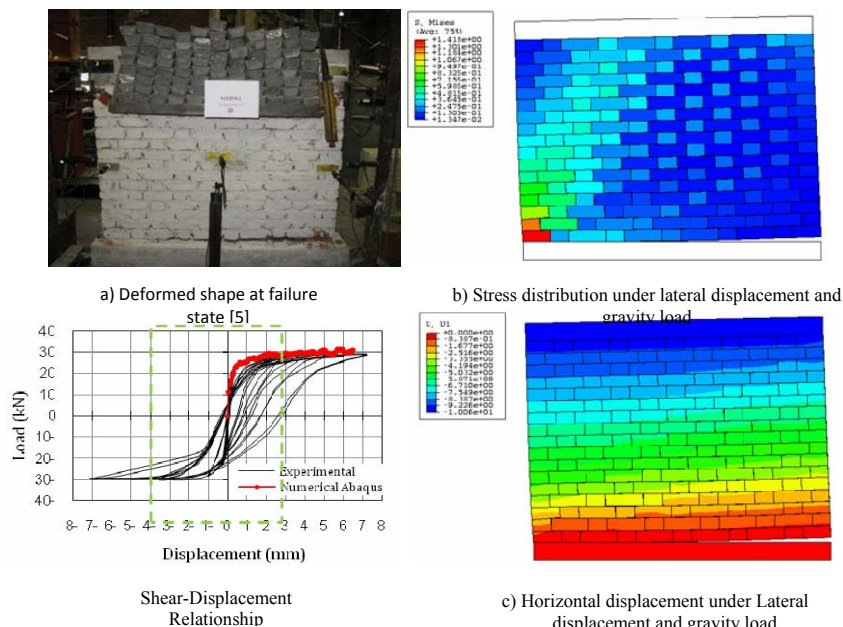 S, Mises
(Avg: 75%)
+1.418e+00
+1.301e+00
+1.184e+00
+1.067e+00
+9.497e-01
+8.325e-01
+7.155e-01
+5.985e-01
+4.815e-01
+3.645e-01
+2.475e-01
+1.305e-01
+1.347e-02
a) Deformed shape at failure
state [5]
b) Stress distribution under lateral displacement and
gravity load
4C
3C
2C
1C
0
10-
20-
30-
40-
Load (kN)
Experimental
Numerical Abaqus
8- 7- 6- 5- 4- 3- 2- 1- 0 1 2 3 4 5 6 7 8
Displacement (mm)
Shear-Displacement
Relationship
U, U1
+0.000e+00
-8.387e-01
-1.677e+00
-2.516e+00
-4.194e+00
-5.032e+00
-5.871e+00
-6.710e+00
-7.549e+00
-8.387e+00
-9.226e+00
-1.006e+01
c) Horizontal displacement under Lateral
displacement and gravity load